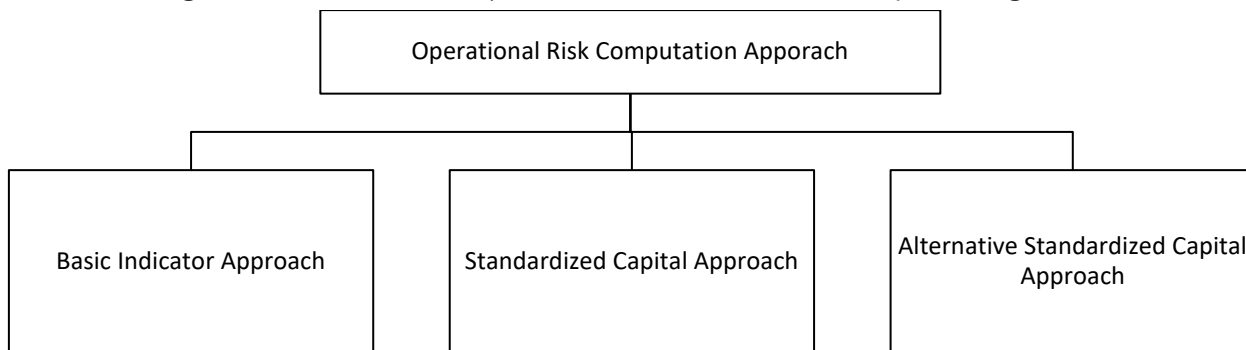 Operational Risk Computation Apporach
Basic Indicator Approach
Standardized Capital Approach
Alternative Standardized Capital
Approach